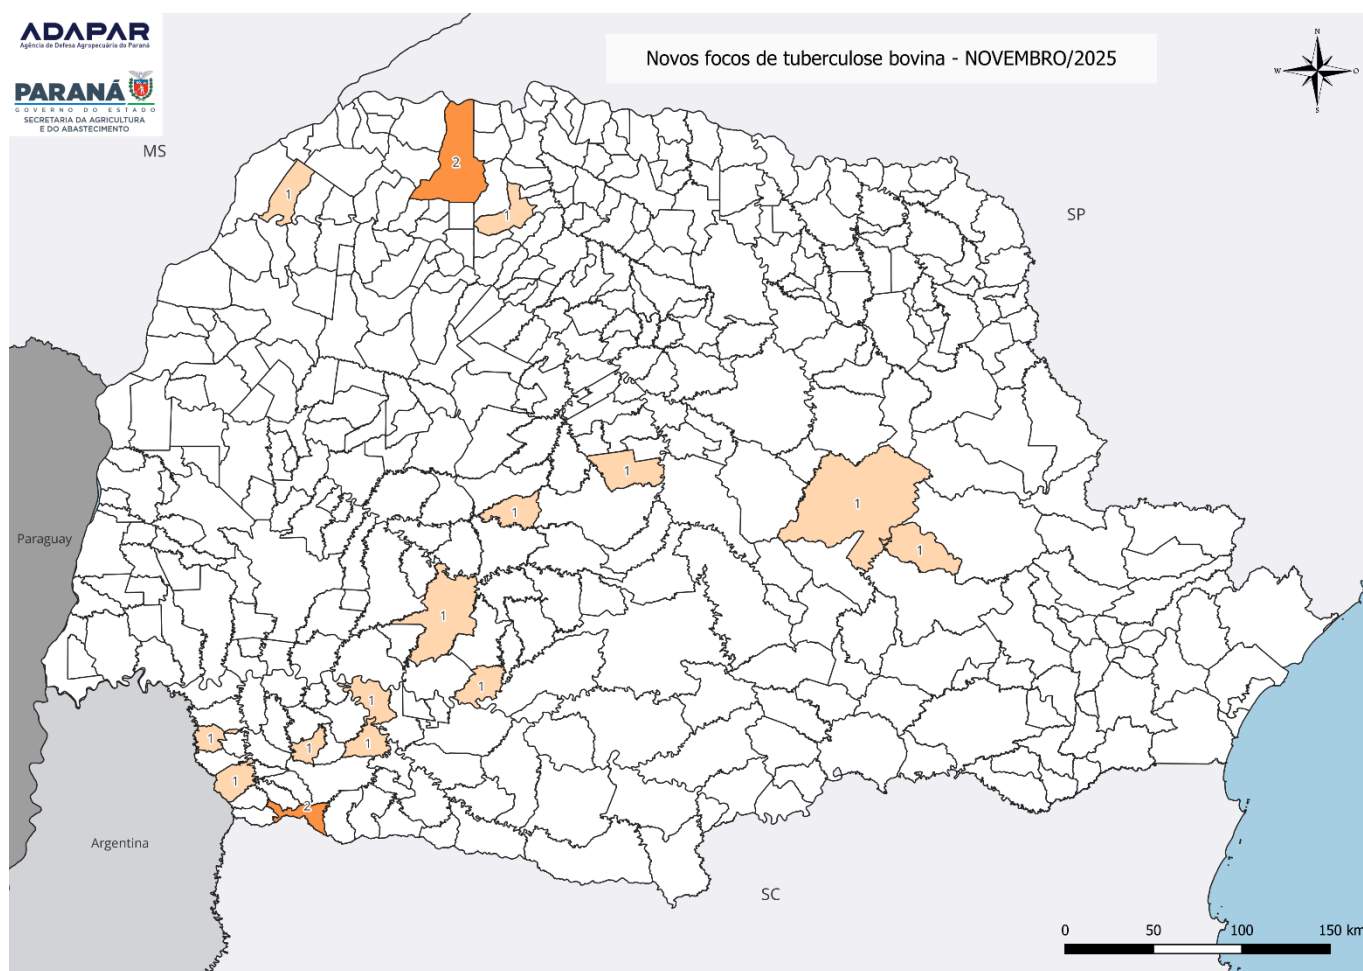 ADAPAR
Agência de Defesa Agropecuária do Paraná
PARANÁ
GOVERNO DO ESTADO
SECRETARIA DA AGRICULTURA
E DO ABASTECIMENTO
Novos focos de tuberculose bovina - NOVEMBRO/2025
N
W
O
S
MS
SP
2
1
1
1
1
1
1
Paraguay
1
1
1
1
1
1
1
2
Argentina
SC
0
50
100
150 km